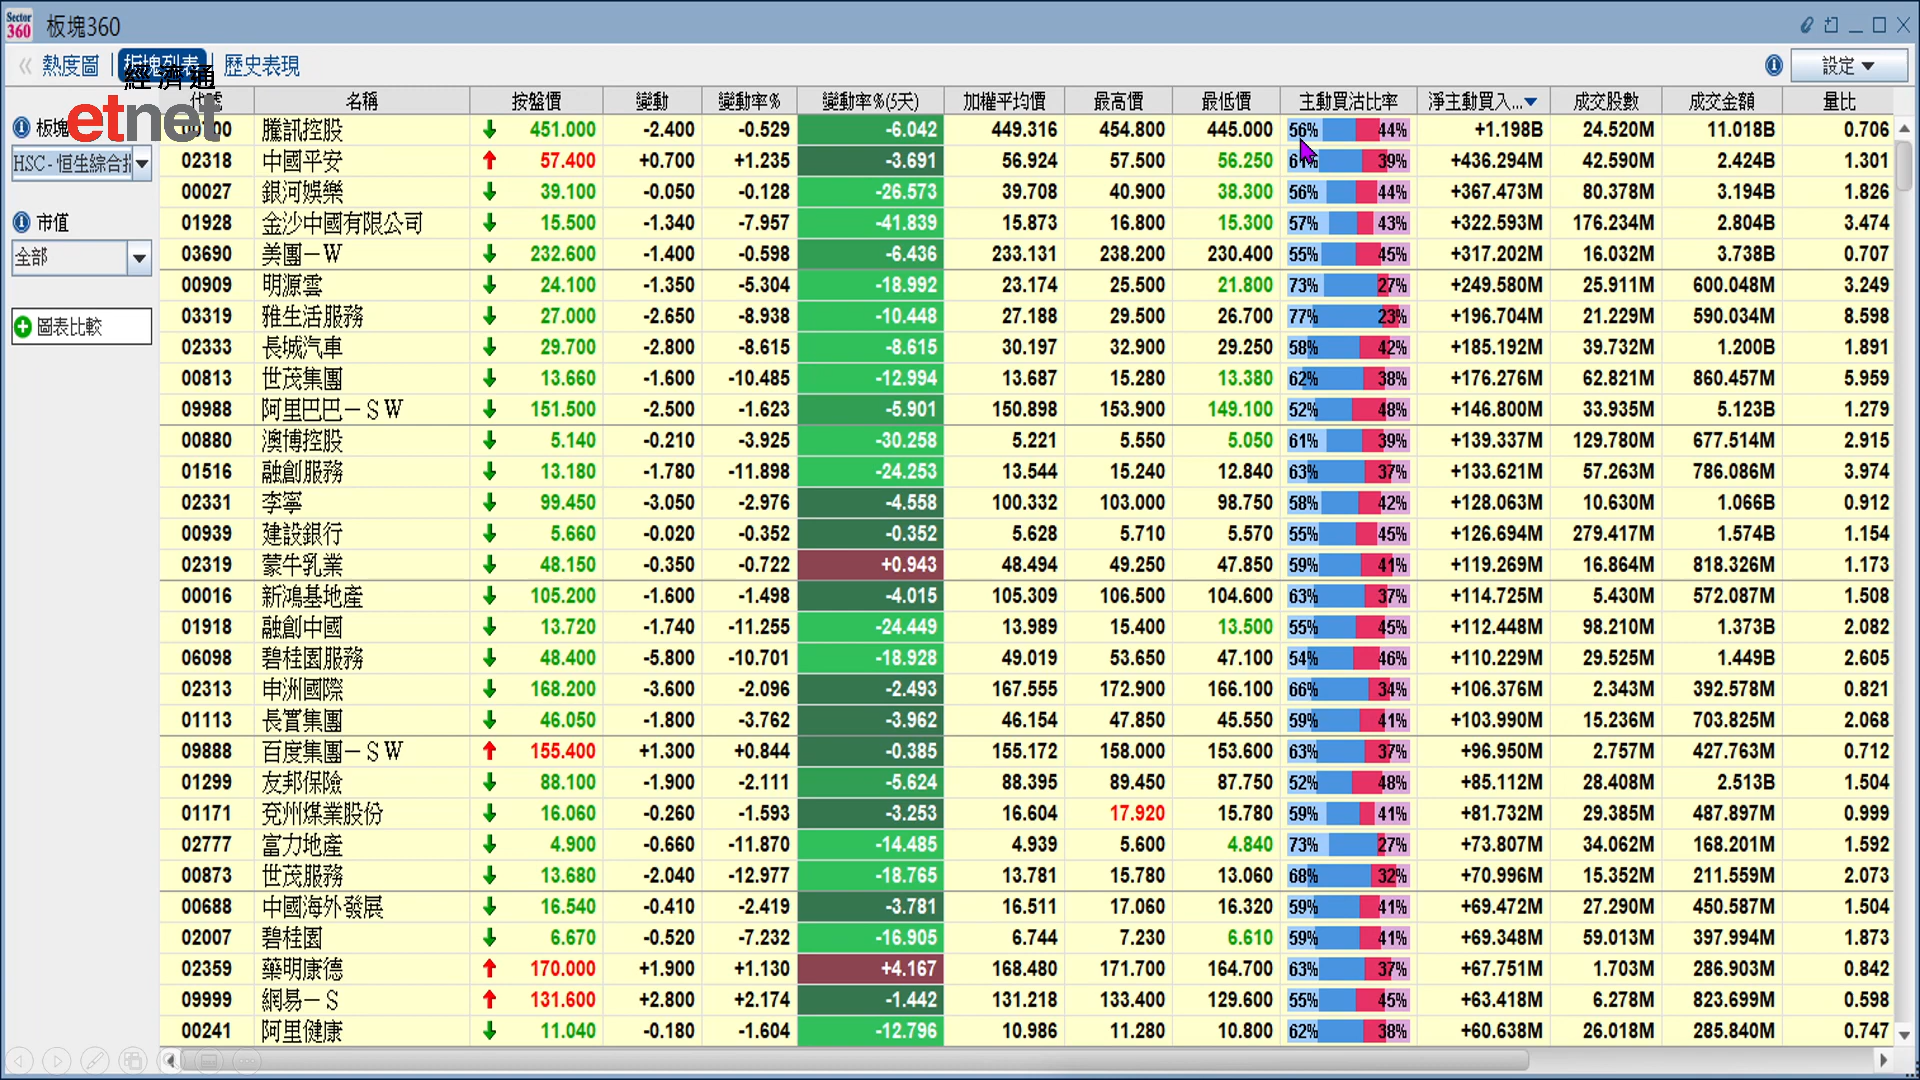 Sector 360 板塊360
熱度圖 板塊列表 歷史表現 設定
經濟通
etnet
名稱 按盤價 變動 變動率% 變動率%(5天) 加權平均價 最高價 最低價 主動買沽比率 淨主動買入... 成交股數 成交金額 量比
板塊
HSC - 恒生綜合指
市值
全部
圖表比較
騰訊控股 451.000 -2.400 -0.529 -6.042 449.316 454.800 445.000 56% 44% +1.198B 24.520M 11.018B 0.706
02318 中國平安 57.400 +0.700 +1.235 -3.691 56.924 57.500 56.250 39% +436.294M 42.590M 2.424B 1.301
00027 銀河娛樂 39.100 -0.050 -0.128 -26.573 39.708 40.900 38.300 56% 44% +367.473M 80.378M 3.194B 1.826
01928 金沙中國有限公司 15.500 -1.340 -7.957 -41.839 15.873 16.800 15.300 57% 43% +322.593M 176.234M 2.804B 3.474
03690 美團－W 232.600 -1.400 -0.598 -6.436 233.131 238.200 230.400 55% 45% +317.202M 16.032M 3.738B 0.707
00909 明源雲 24.100 -1.350 -5.304 -18.992 23.174 25.500 21.800 73% 27% +249.580M 25.911M 600.048M 3.249
03319 雅生活服務 27.000 -2.650 -8.938 -10.448 27.188 29.500 26.700 77% 23% +196.704M 21.229M 590.034M 8.598
02333 長城汽車 29.700 -2.800 -8.615 -8.615 30.197 32.900 29.250 58% 42% +185.192M 39.732M 1.200B 1.891
00813 世茂集團 13.660 -1.600 -10.485 -12.994 13.687 15.280 13.380 62% 38% +176.276M 62.821M 860.457M 5.959
09988 阿里巴巴－ＳＷ 151.500 -2.500 -1.623 -5.901 150.898 153.900 149.100 52% 48% +146.800M 33.935M 5.123B 1.279
00880 澳博控股 5.140 -0.210 -3.925 -30.258 5.221 5.550 5.050 61% 39% +139.337M 129.780M 677.514M 2.915
01516 融創服務 13.180 -1.780 -11.898 -24.253 13.544 15.240 12.840 63% 37% +133.621M 57.263M 786.086M 3.974
02331 李寧 99.450 -3.050 -2.976 -4.558 100.332 103.000 98.750 58% 42% +128.063M 10.630M 1.066B 0.912
00939 建設銀行 5.660 -0.020 -0.352 -0.352 5.628 5.710 5.570 55% 45% +126.694M 279.417M 1.574B 1.154
02319 蒙牛乳業 48.150 -0.350 -0.722 +0.943 48.494 49.250 47.850 59% 41% +119.269M 16.864M 818.326M 1.173
00016 新鴻基地產 105.200 -1.600 -1.498 -4.015 105.309 106.500 104.600 63% 37% +114.725M 5.430M 572.087M 1.508
01918 融創中國 13.720 -1.740 -11.255 -24.449 13.989 15.400 13.500 55% 45% +112.448M 98.210M 1.373B 2.082
06098 碧桂園服務 48.400 -5.800 -10.701 -18.928 49.019 53.650 47.100 54% 46% +110.229M 29.525M 1.449B 2.605
02313 申洲國際 168.200 -3.600 -2.096 -2.493 167.555 172.900 166.100 66% 34% +106.376M 2.343M 392.578M 0.821
01113 長實集團 46.050 -1.800 -3.762 -3.962 46.154 47.850 45.550 59% 41% +103.990M 15.236M 703.825M 2.068
09888 百度集團－ＳＷ 155.400 +1.300 +0.844 -0.385 155.172 158.000 153.600 63% 37% +96.950M 2.757M 427.763M 0.712
01299 友邦保險 88.100 -1.900 -2.111 -5.624 88.395 89.450 87.750 52% 48% +85.112M 28.408M 2.513B 1.504
01171 兗州煤業股份 16.060 -0.260 -1.593 -3.253 16.604 17.920 15.780 59% 41% +81.732M 29.385M 487.897M 0.999
02777 富力地產 4.900 -0.660 -11.870 -14.485 4.939 5.600 4.840 73% 27% +73.807M 34.062M 168.201M 1.592
00873 世茂服務 13.680 -2.040 -12.977 -18.765 13.781 15.780 13.060 68% 32% +70.996M 15.352M 211.559M 2.073
00688 中國海外發展 16.540 -0.410 -2.419 -3.781 16.511 17.060 16.320 59% 41% +69.472M 27.290M 450.587M 1.504
02007 碧桂園 6.670 -0.520 -7.232 -16.905 6.744 7.230 6.610 59% 41% +69.348M 59.013M 397.994M 1.873
02359 藥明康德 170.000 +1.900 +1.130 +4.167 168.480 171.700 164.700 63% 37% +67.751M 1.703M 286.903M 0.842
09999 網易－Ｓ 131.600 +2.800 +2.174 -1.442 131.218 133.400 129.600 55% 45% +63.418M 6.278M 823.699M 0.598
00241 阿里健康 11.040 -0.180 -1.604 -12.796 10.986 11.280 10.800 62% 38% +60.638M 26.018M 285.840M 0.747